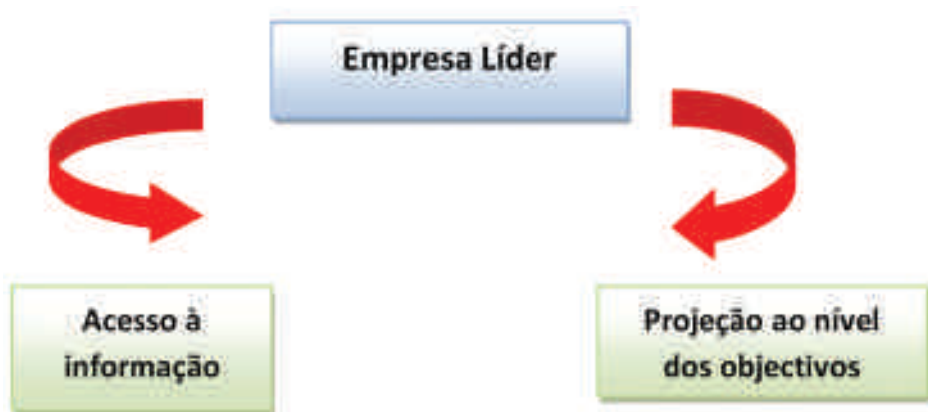 Empresa Líder
Acesso à
informação
Projeção ao nível
dos objectivos